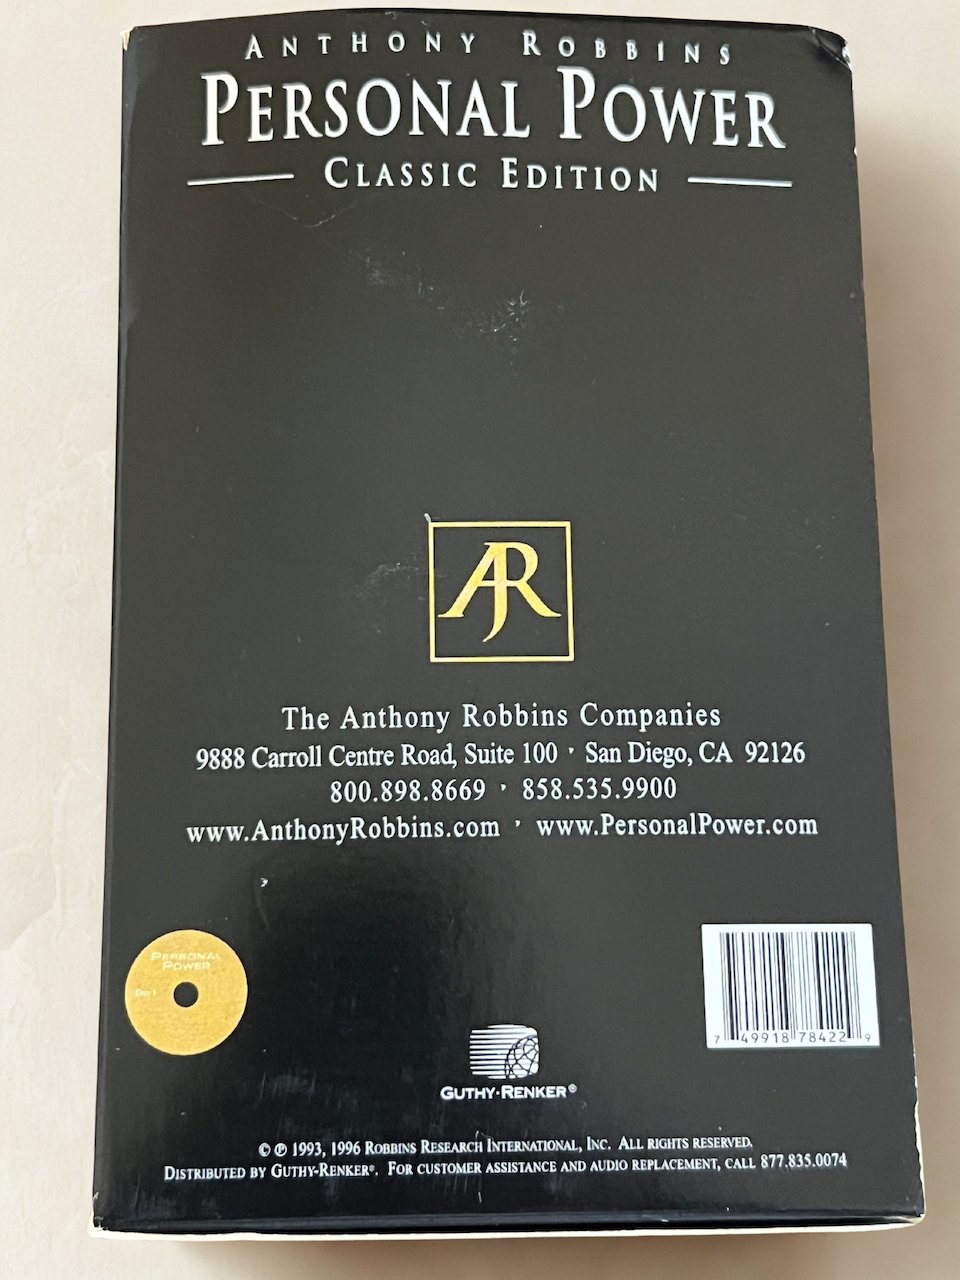 ANTHONY ROBBINS
PERSONAL POWER
CLASSIC EDITION
AJR
The Anthony Robbins Companies
9888 Carroll Centre Road, Suite 100 · San Diego, CA 92126
800.898.8669 · 858.535.9900
www.AnthonyRobbins.com · www.PersonalPower.com
PERSONAL
POWER
7 49918 78422 9
GUTHY·RENKER®
© ℗ 1993, 1996 ROBBINS RESEARCH INTERNATIONAL, INC. ALL RIGHTS RESERVED.
DISTRIBUTED BY GUTHY-RENKER®. FOR CUSTOMER ASSISTANCE AND AUDIO REPLACEMENT, CALL 877.835.0074